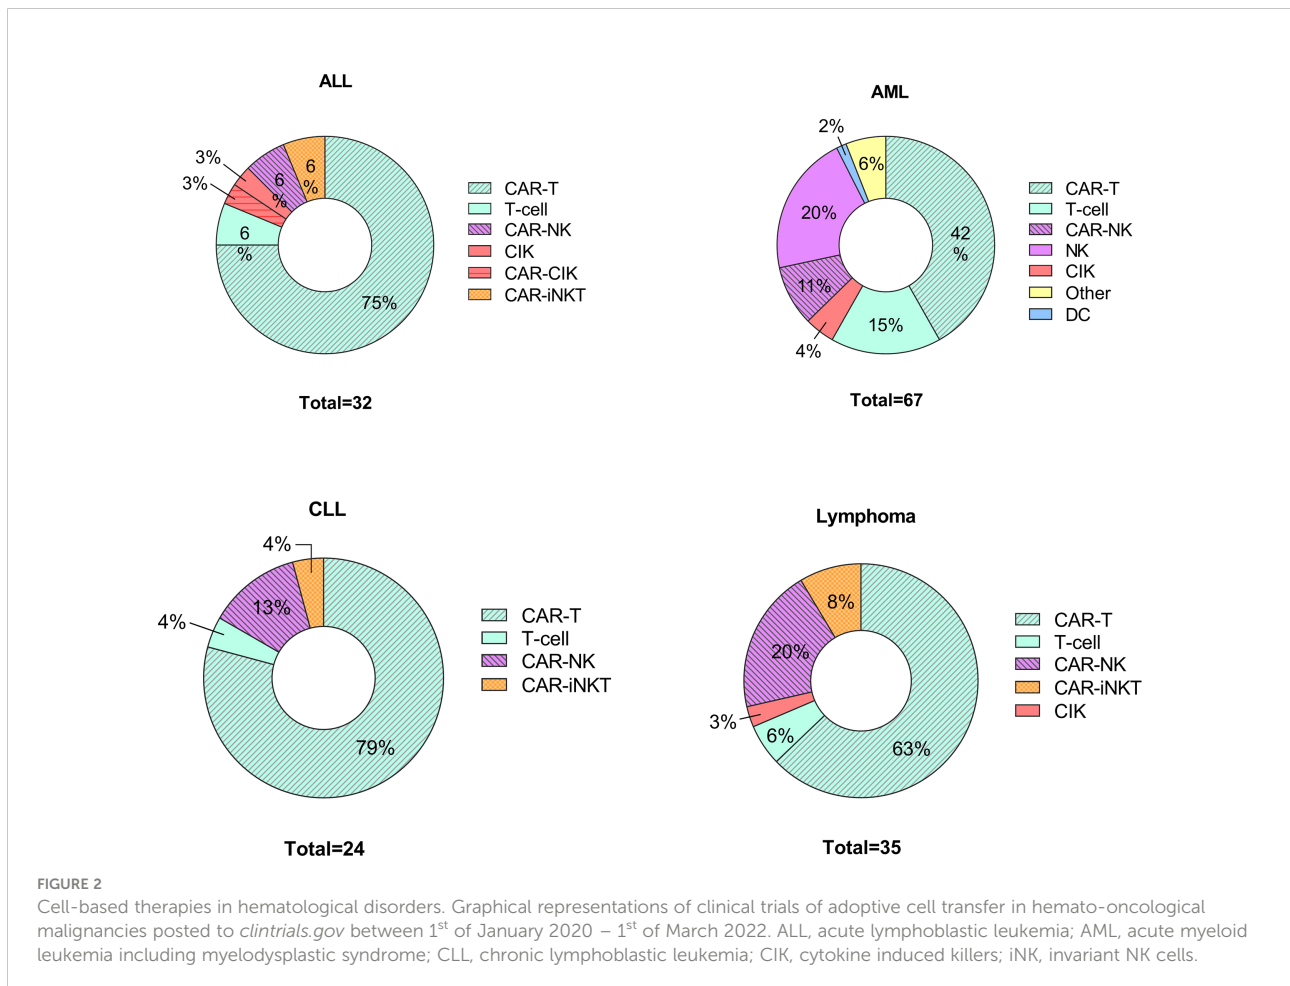 ALL
3%
3%
6
%
6
%
6
%
75%
CAR-T
T-cell
CAR-NK
CIK
CAR-CIK
CAR-iNKT
Total=32
AML
2%
6%
20%
42
%
11%
15%
4%
CAR-T
T-cell
CAR-NK
NK
CIK
Other
DC
Total=67
CLL
4%
4%
13%
79%
CAR-T
T-cell
CAR-NK
CAR-iNKT
Total=24
Lymphoma
8%
20%
3%
6%
63%
CAR-T
T-cell
CAR-NK
CAR-iNKT
CIK
Total=35
FIGURE 2
Cell-based therapies in hematological disorders. Graphical representations of clinical trials of adoptive cell transfer in hemato-oncological
malignancies posted to clintrials.gov between 1st of January 2020 – 1st of March 2022. ALL, acute lymphoblastic leukemia; AML, acute myeloid
leukemia including myelodysplastic syndrome; CLL, chronic lymphoblastic leukemia; CIK, cytokine induced killers; iNK, invariant NK cells.